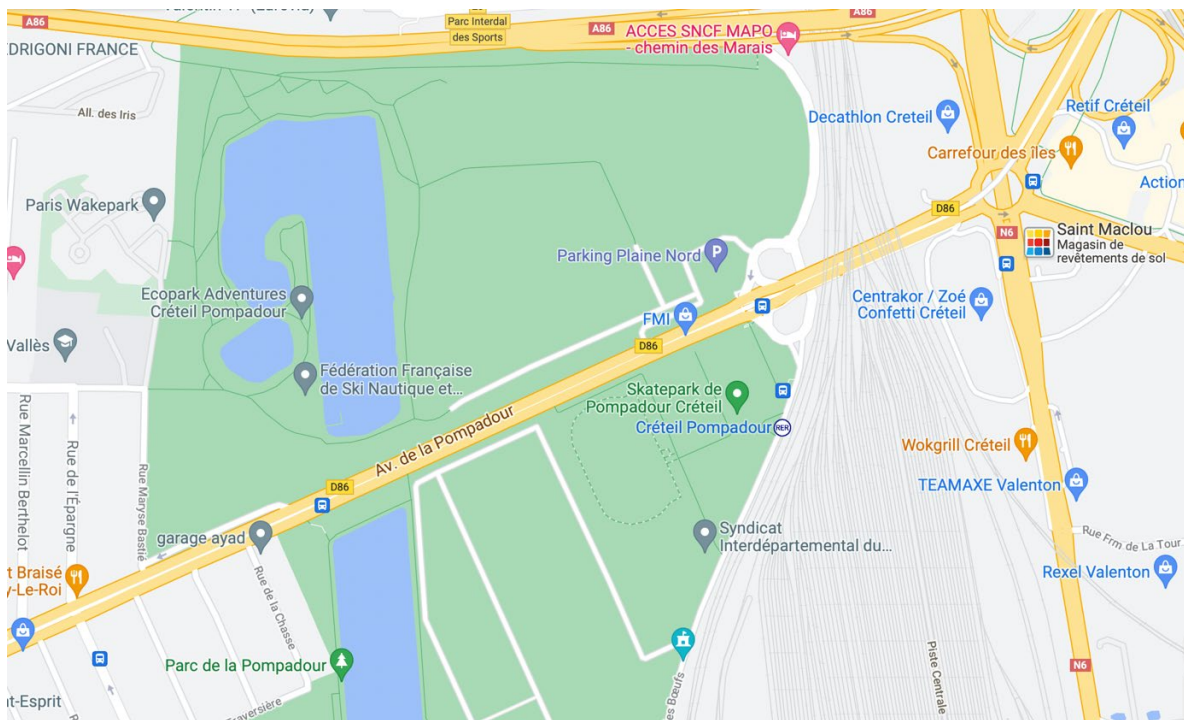 A86
Parc Interdal
des Sports
A86
ACCES SNCF MAPO
- chemin des Marais
A86
EDRIGONI FRANCE
All. des Iris
Decathlon Creteil
Retif Créteil
Carrefour des îles
Action
Paris Wakepark
D86
N6
Saint Maclou
Magasin de
revêtements de sol
Parking Plaine Nord
P
Ecopark Adventures
Créteil Pompadour
FMI
Centrakor / Zoé
Confetti Créteil
Vallès
D86
Fédération Française
de Ski Nautique et...
Skatepark de
Pompadour Créteil
Créteil Pompadour
RER
Av. de la Pompadour
Rue Marcellin Berthelot
Rue de l'Épargne
Rue Maryse Bastié
Wokgrill Créteil
D86
TEAMAXE Valenton
garage ayad
Syndicat
Interdépartemental du...
Rue Frm de La Tour
t Braisé
y-Le-Roi
Rue de la Chasse
Rexel Valenton
Parc de la Pompadour
Piste Centrale
N6
nt-Esprit
Traversière
es Bœufs